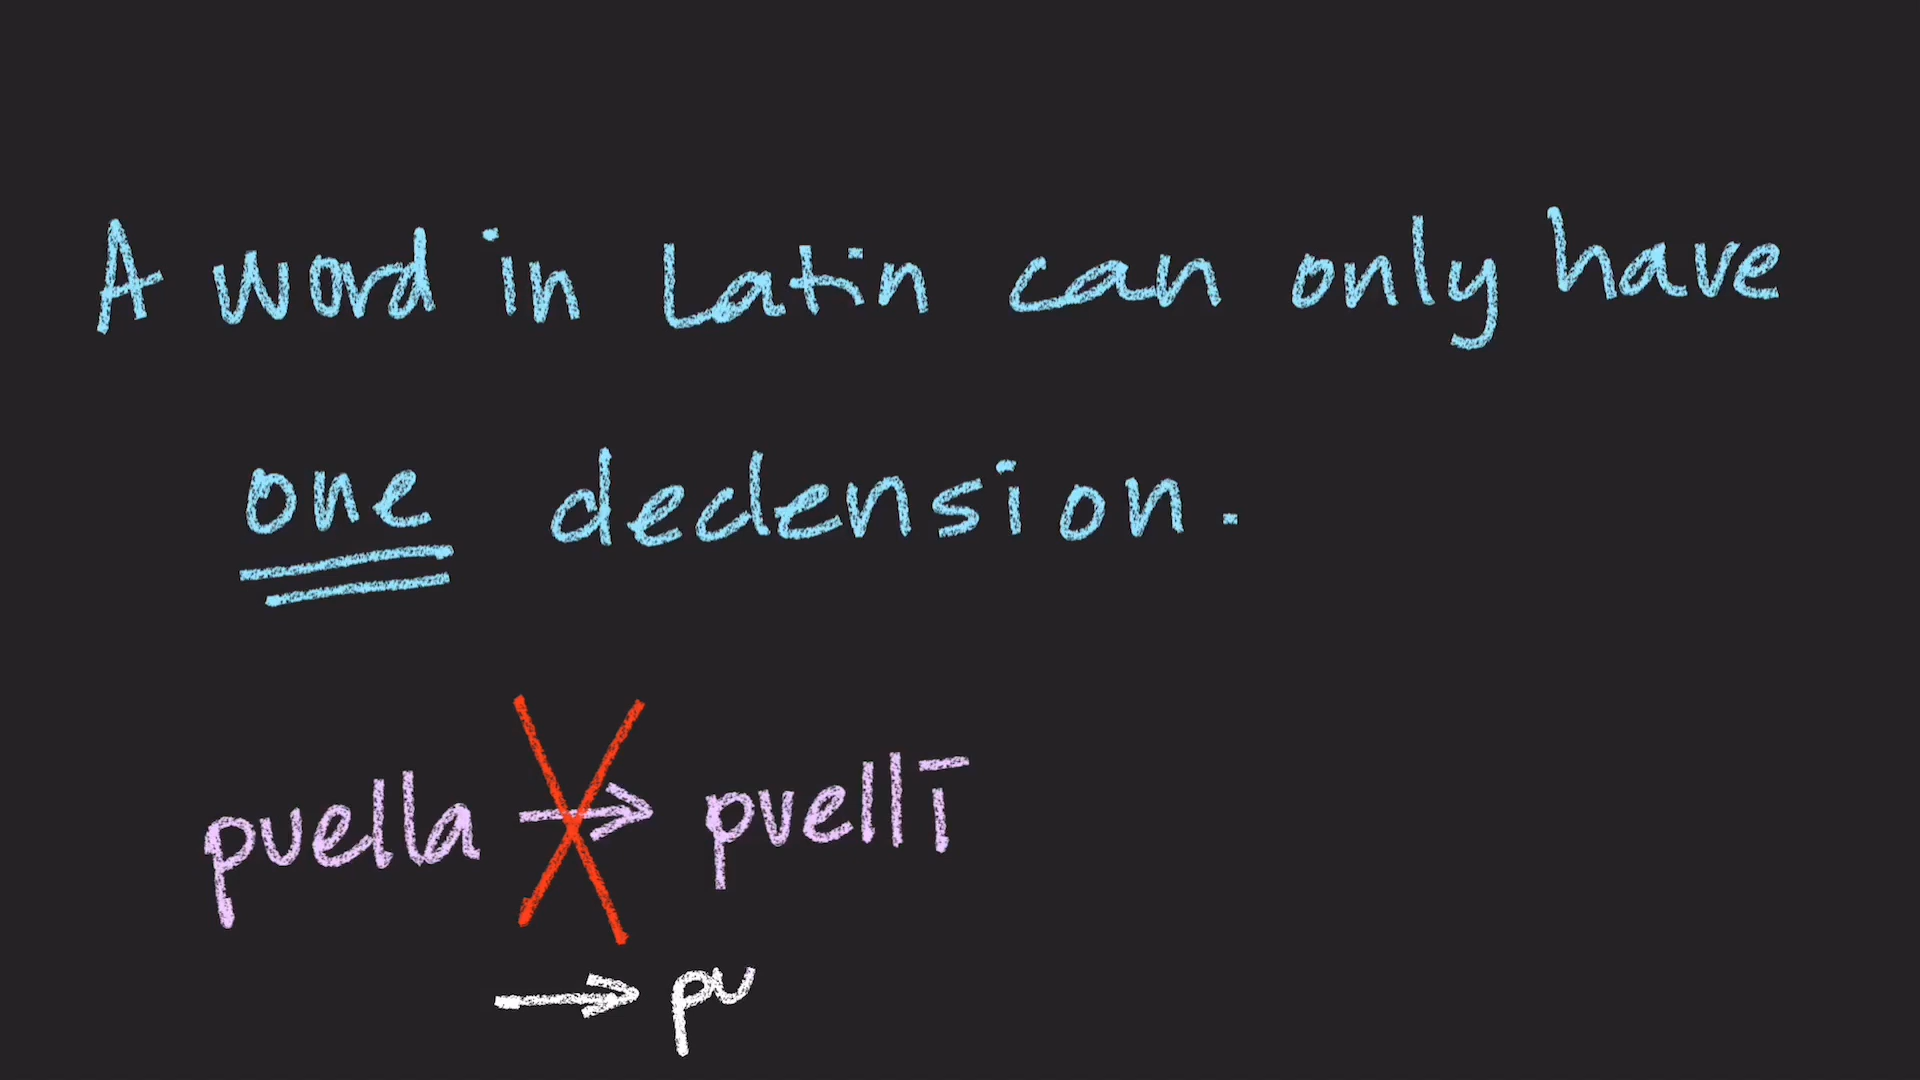 A word in Latin can only have
one declension.
puella → puellī
→ pu